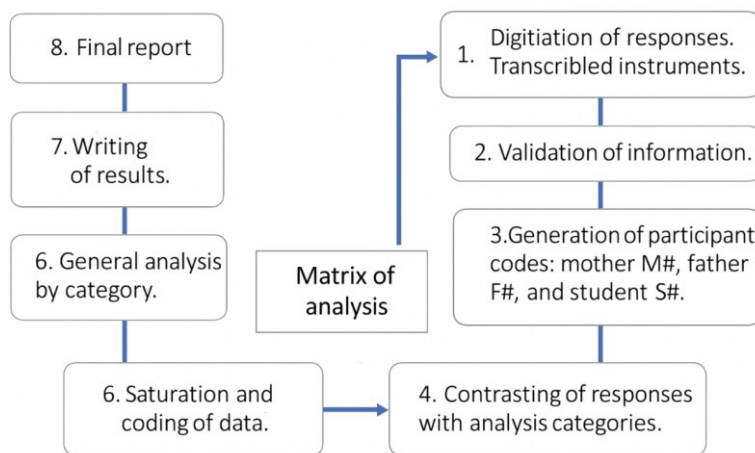 8. Final report
7. Writing
of results.
6. General analysis
by category.
6. Saturation and
coding of data.
Matrix of
analysis
1. Digitiation of responses.
Transcribled instruments.
2. Validation of information.
3.Generation of participant
codes: mother M#, father
F#, and student S#.
4. Contrasting of responses
with analysis categories.